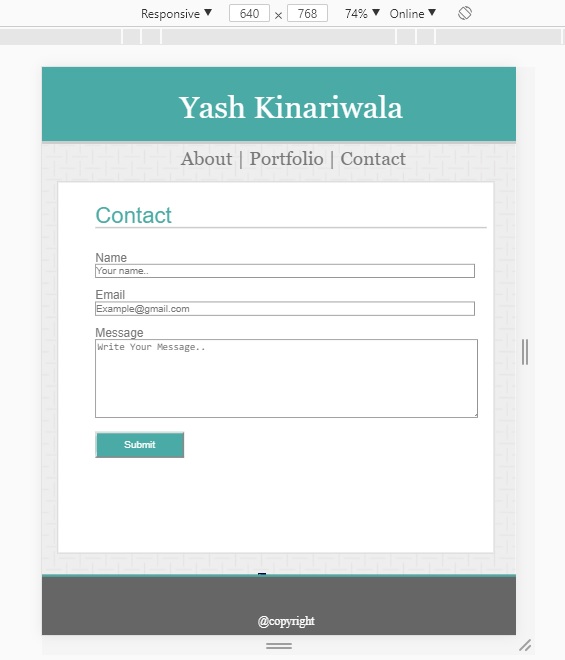 Responsive ▼ 640 × 768 74% ▼ Online ▼
Yash Kinariwala
About | Portfolio | Contact
Contact
Name
Your name..
Email
Example@gmail.com
Message
Write Your Message..
Submit
@copyright